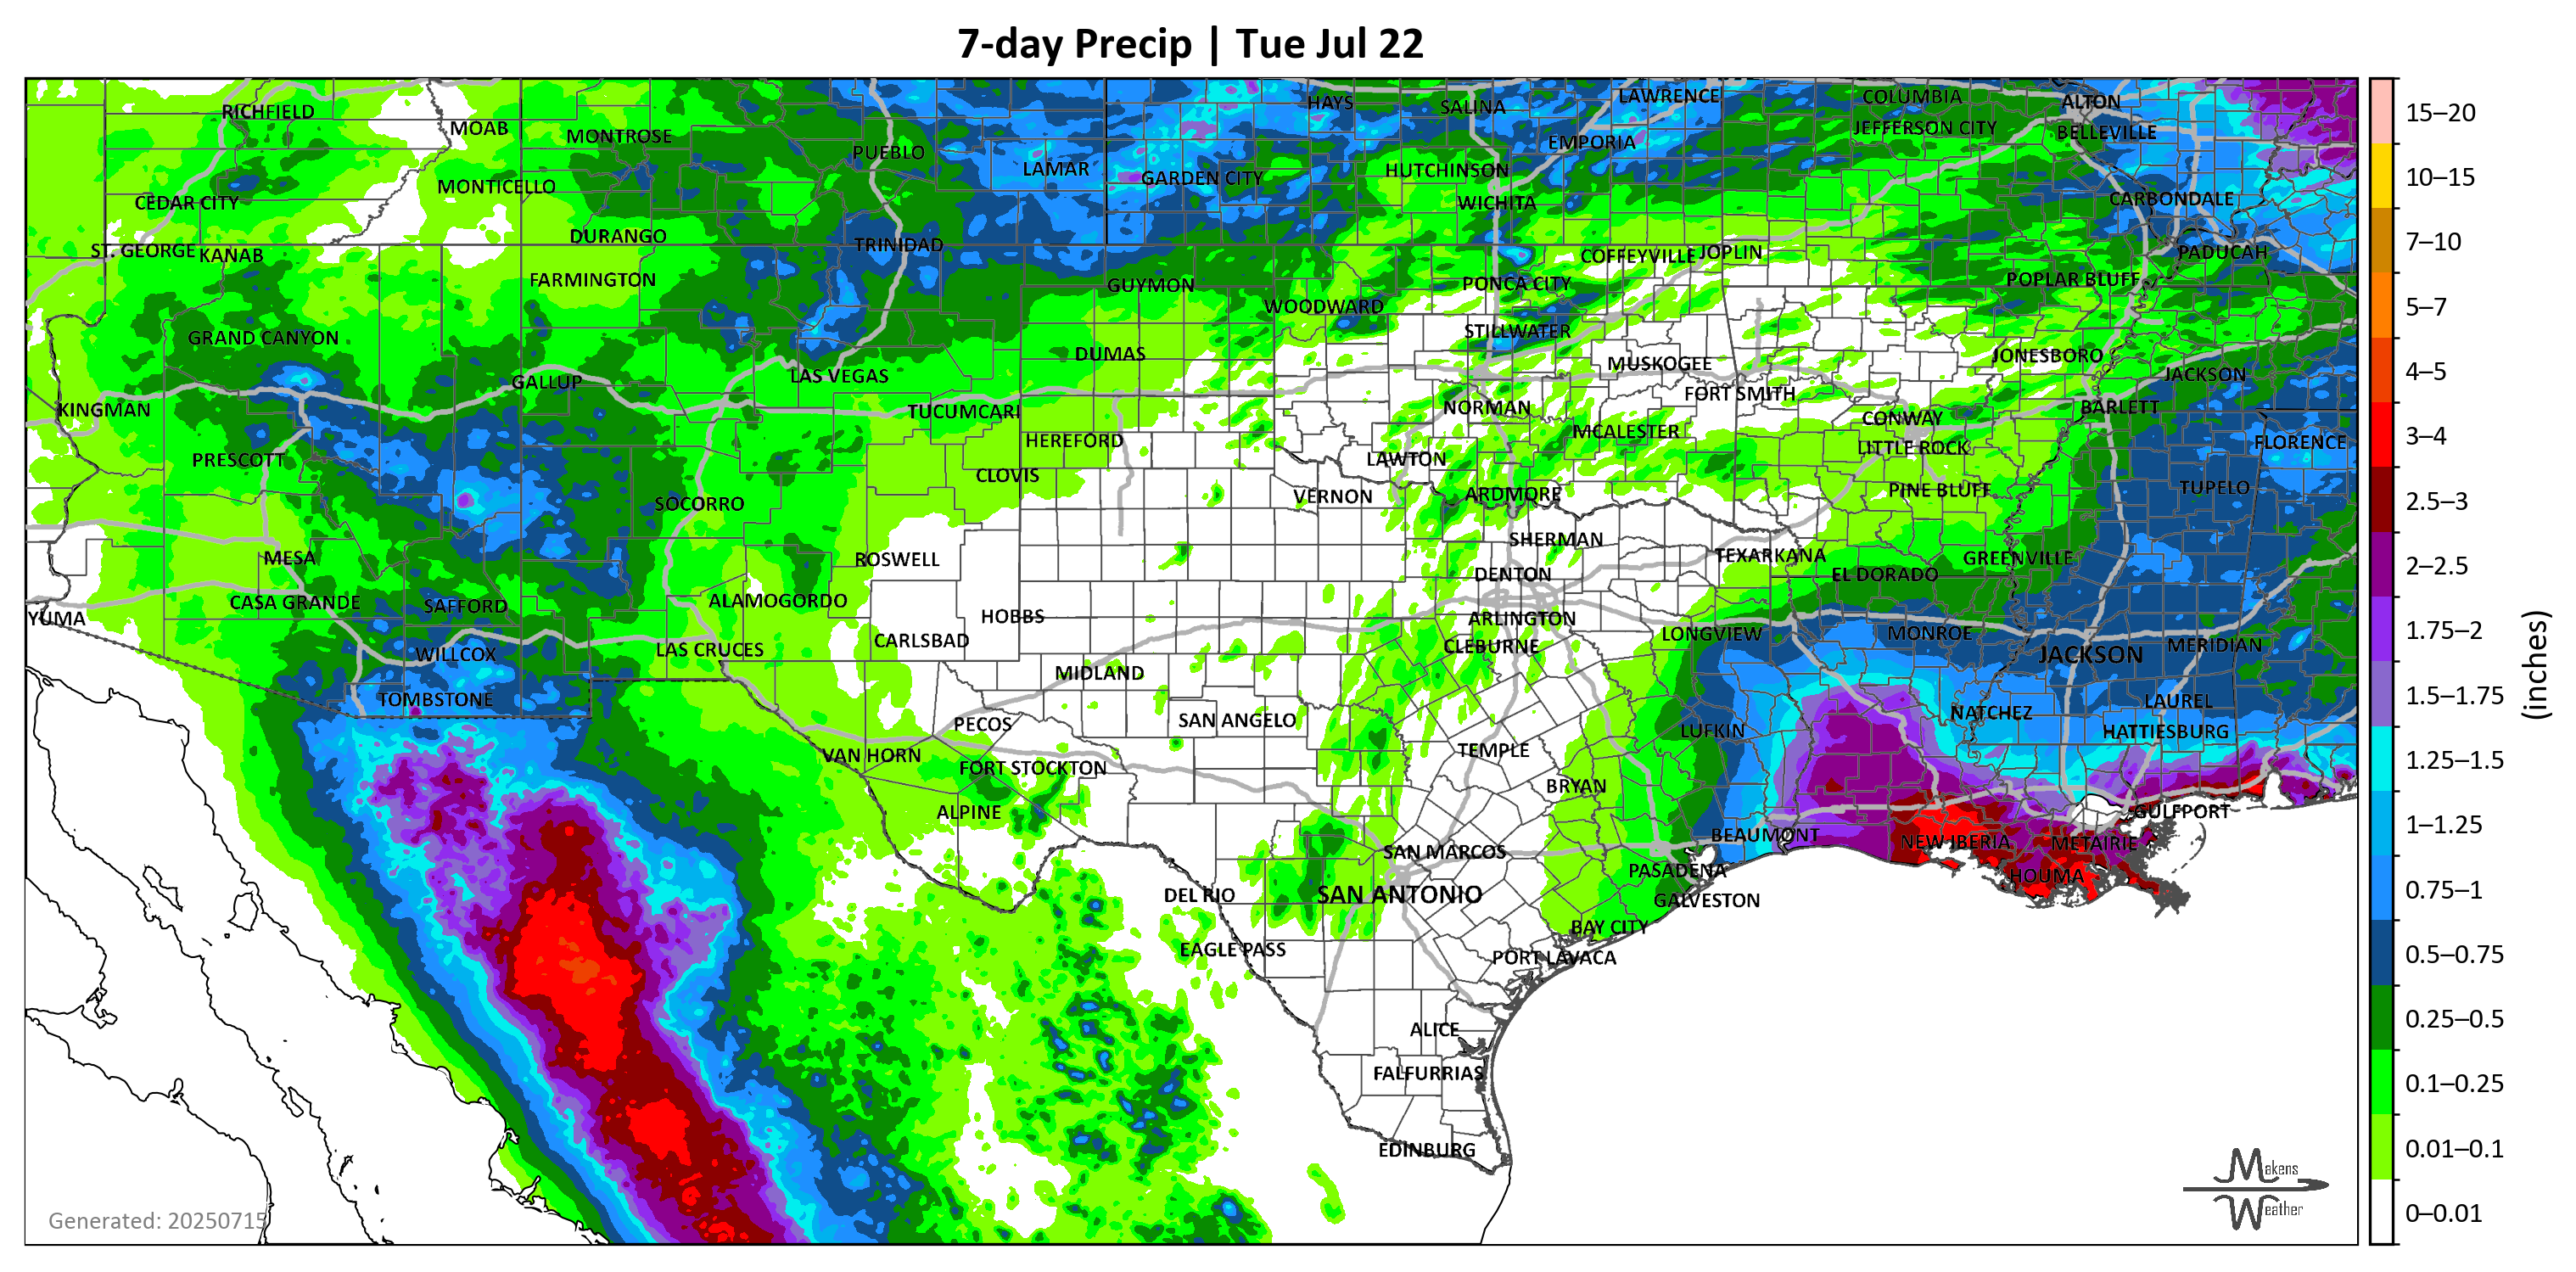 7-day Precip | Tue Jul 22
RICHFIELD
MOAB
MONTROSE
PUEBLO
LAMAR
GARDEN CITY
HAYS
SALINA
LAWRENCE
EMPORIA
COLUMBIA
JEFFERSON CITY
ALTON
BELLEVILLE
MONTICELLO
CEDAR CITY
HUTCHINSON
WICHITA
CARBONDALE
ST. GEORGE
KANAB
DURANGO
TRINIDAD
COFFEYVILLE
JOPLIN
PADUCAH
FARMINGTON
GUYMON
WOODWARD
PONCA CITY
POPLAR BLUFF
GRAND CANYON
STILLWATER
DUMAS
MUSKOGEE
JONESBORO
GALLUP
LAS VEGAS
FORT SMITH
JACKSON
KINGMAN
TUCUMCARI
NORMAN
CONWAY
BARLETT
HEREFORD
MCALESTER
LITTLE ROCK
FLORENCE
PRESCOTT
CLOVIS
LAWTON
SOCORRO
VERNON
ARDMORE
PINE BLUFF
TUPELO
MESA
ROSWELL
SHERMAN
TEXARKANA
GREENVILLE
DENTON
EL DORADO
CASA GRANDE
SAFFORD
ALAMOGORDO
YUMA
HOBBS
ARLINGTON
LONGVIEW
MONROE
WILLCOX
LAS CRUCES
CARLSBAD
CLEBURNE
JACKSON
MERIDIAN
MIDLAND
TOMBSTONE
PECOS
SAN ANGELO
LUFKIN
NATCHEZ
LAUREL
HATTIESBURG
VAN HORN
FORT STOCKTON
TEMPLE
BRYAN
ALPINE
GULFPORT
BEAUMONT
NEW IBERIA
METAIRIE
SAN MARCOS
PASADENA
HOUMA
DEL RIO
SAN ANTONIO
GALVESTON
BAY CITY
EAGLE PASS
PORT LAVACA
ALICE
FALFURRIAS
EDINBURG
Generated: 20250715
Makens
Weather
15–20
10–15
7–10
5–7
4–5
3–4
2.5–3
2–2.5
1.75–2
1.5–1.75
1.25–1.5
1–1.25
0.75–1
0.5–0.75
0.25–0.5
0.1–0.25
0.01–0.1
0–0.01
(inches)